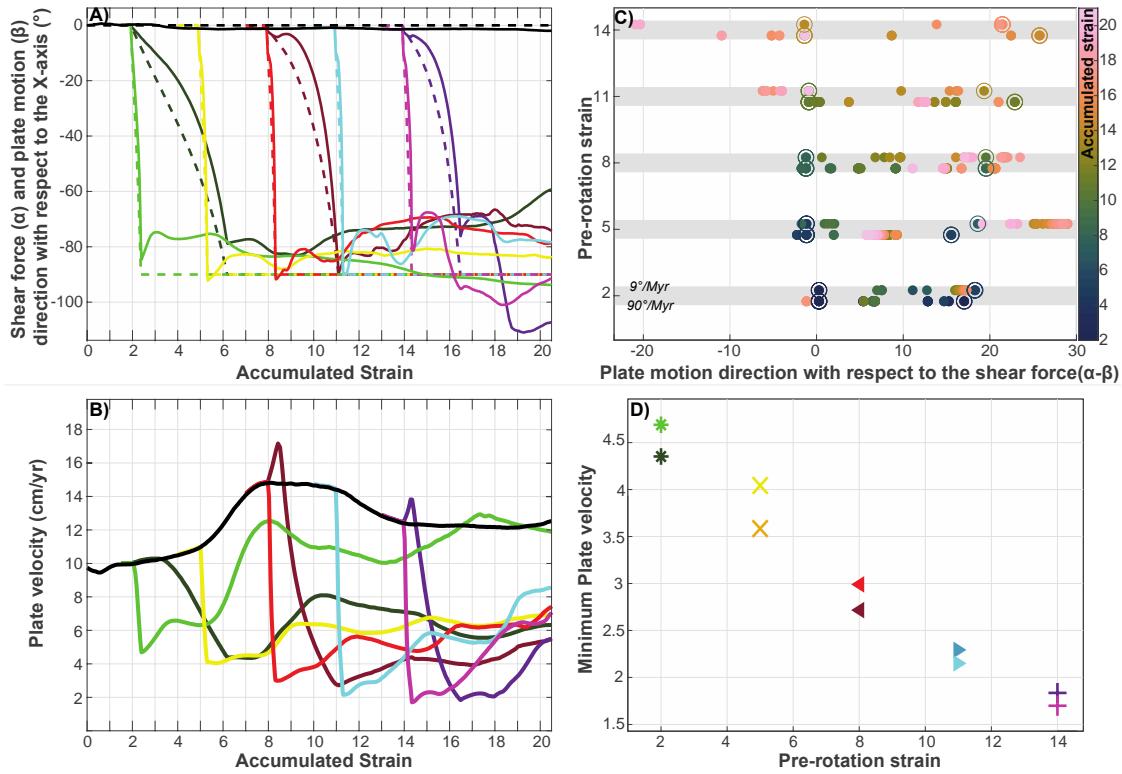 A)
Shear force (α) and plate motion (β)
direction with respect to the X-axis (°)
0
-20
-40
-60
-80
-100
0 2 4 6 8 10 12 14 16 18 20
Accumulated Strain
C)
Pre-rotation strain
14
11
8
5
2
9°/Myr
90°/Myr
-20 -10 0 10 20 30
Plate motion direction with respect to the shear force(α-β)
Accumulated strain
20
18
16
14
12
10
8
6
4
2
B)
Plate velocity (cm/yr)
18
16
14
12
10
8
6
4
2
0 2 4 6 8 10 12 14 16 18 20
Accumulated Strain
D)
Minimum Plate velocity
4.5
4
3.5
3
2.5
2
1.5
2 4 6 8 10 12 14
Pre-rotation strain